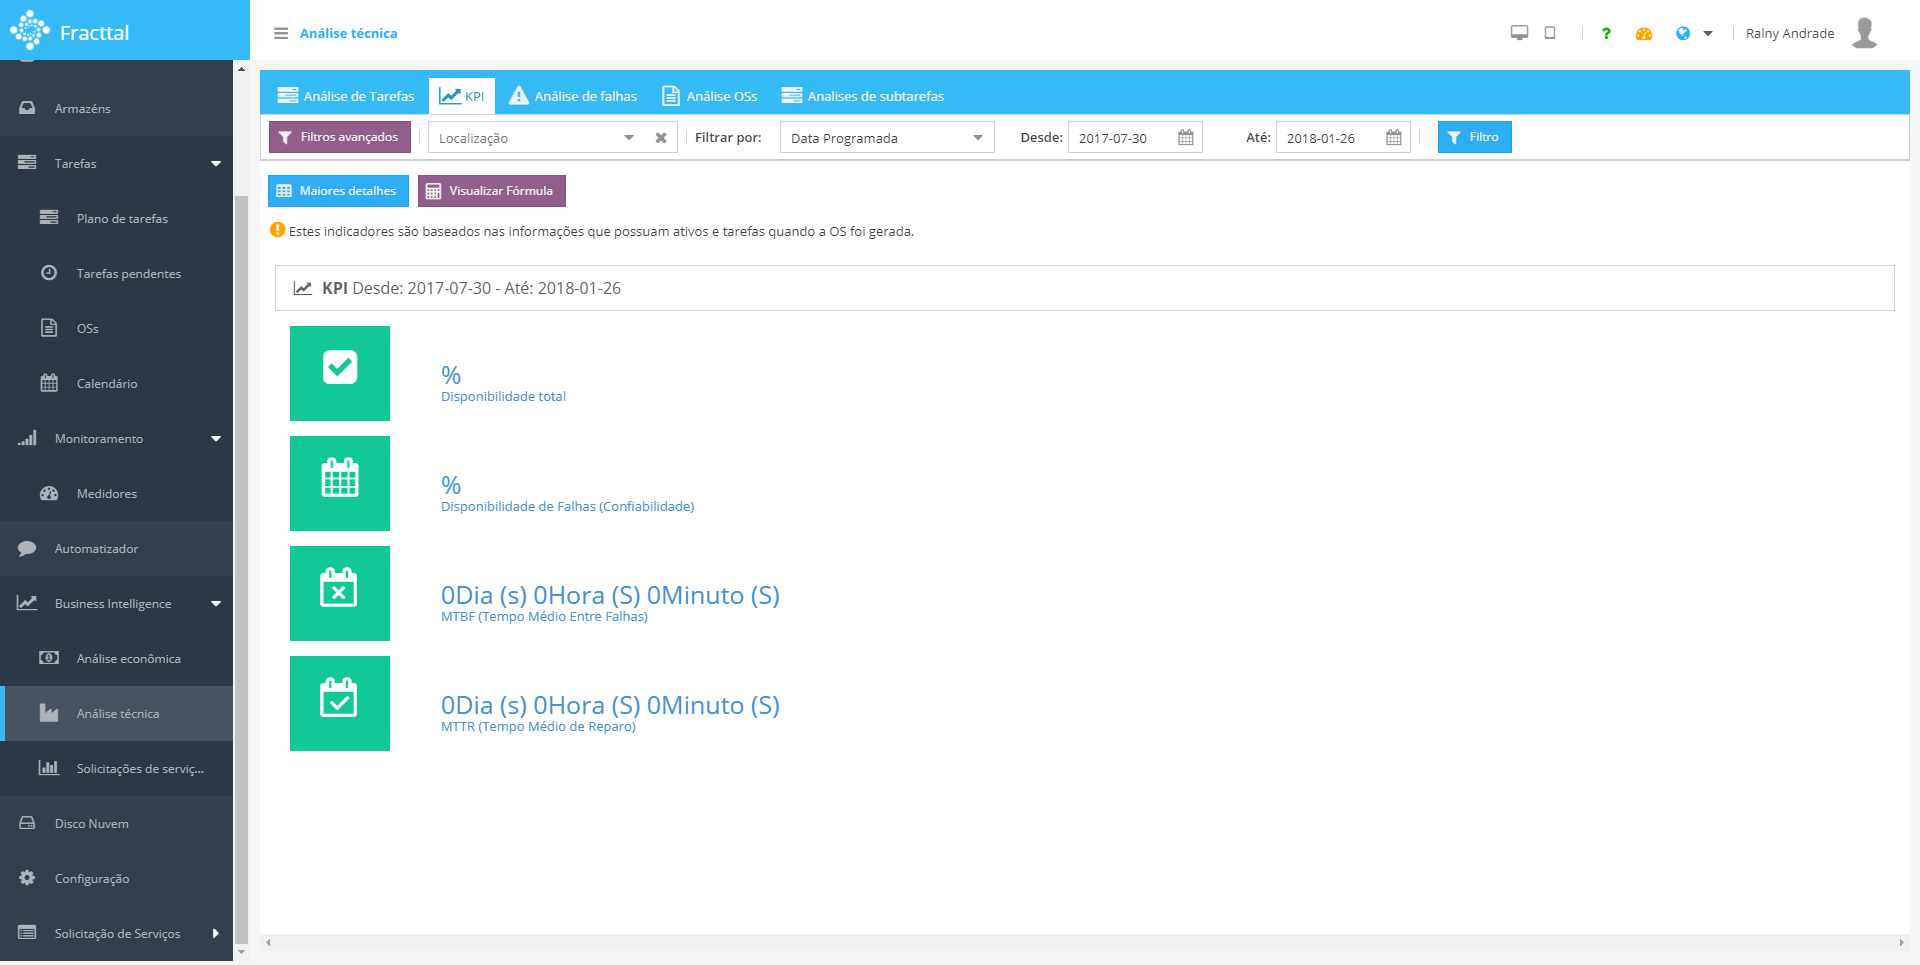 Fracttal
Análise técnica
?
Ralny Andrade
Armazéns
Tarefas
Plano de tarefas
Tarefas pendentes
OSs
Calendário
Monitoramento
Medidores
Automatizador
Business Intelligence
Análise econômica
Análise técnica
Solicitações de serviç...
Disco Nuvem
Configuração
Solicitação de Serviços
Análise de Tarefas
KPI
Análise de falhas
Análise OSs
Analises de subtarefas
Filtros avançados
Localização
Filtrar por:
Data Programada
Desde:
2017-07-30
Até:
2018-01-26
Filtro
Maiores detalhes
Visualizar Fórmula
Estes indicadores são baseados nas informações que possuam ativos e tarefas quando a OS foi gerada.
KPI Desde: 2017-07-30 - Até: 2018-01-26
%
Disponibilidade total
%
Disponibilidade de Falhas (Confiabilidade)
0Dia (s) 0Hora (S) 0Minuto (S)
MTBF (Tempo Médio Entre Falhas)
0Dia (s) 0Hora (S) 0Minuto (S)
MTTR (Tempo Médio de Reparo)